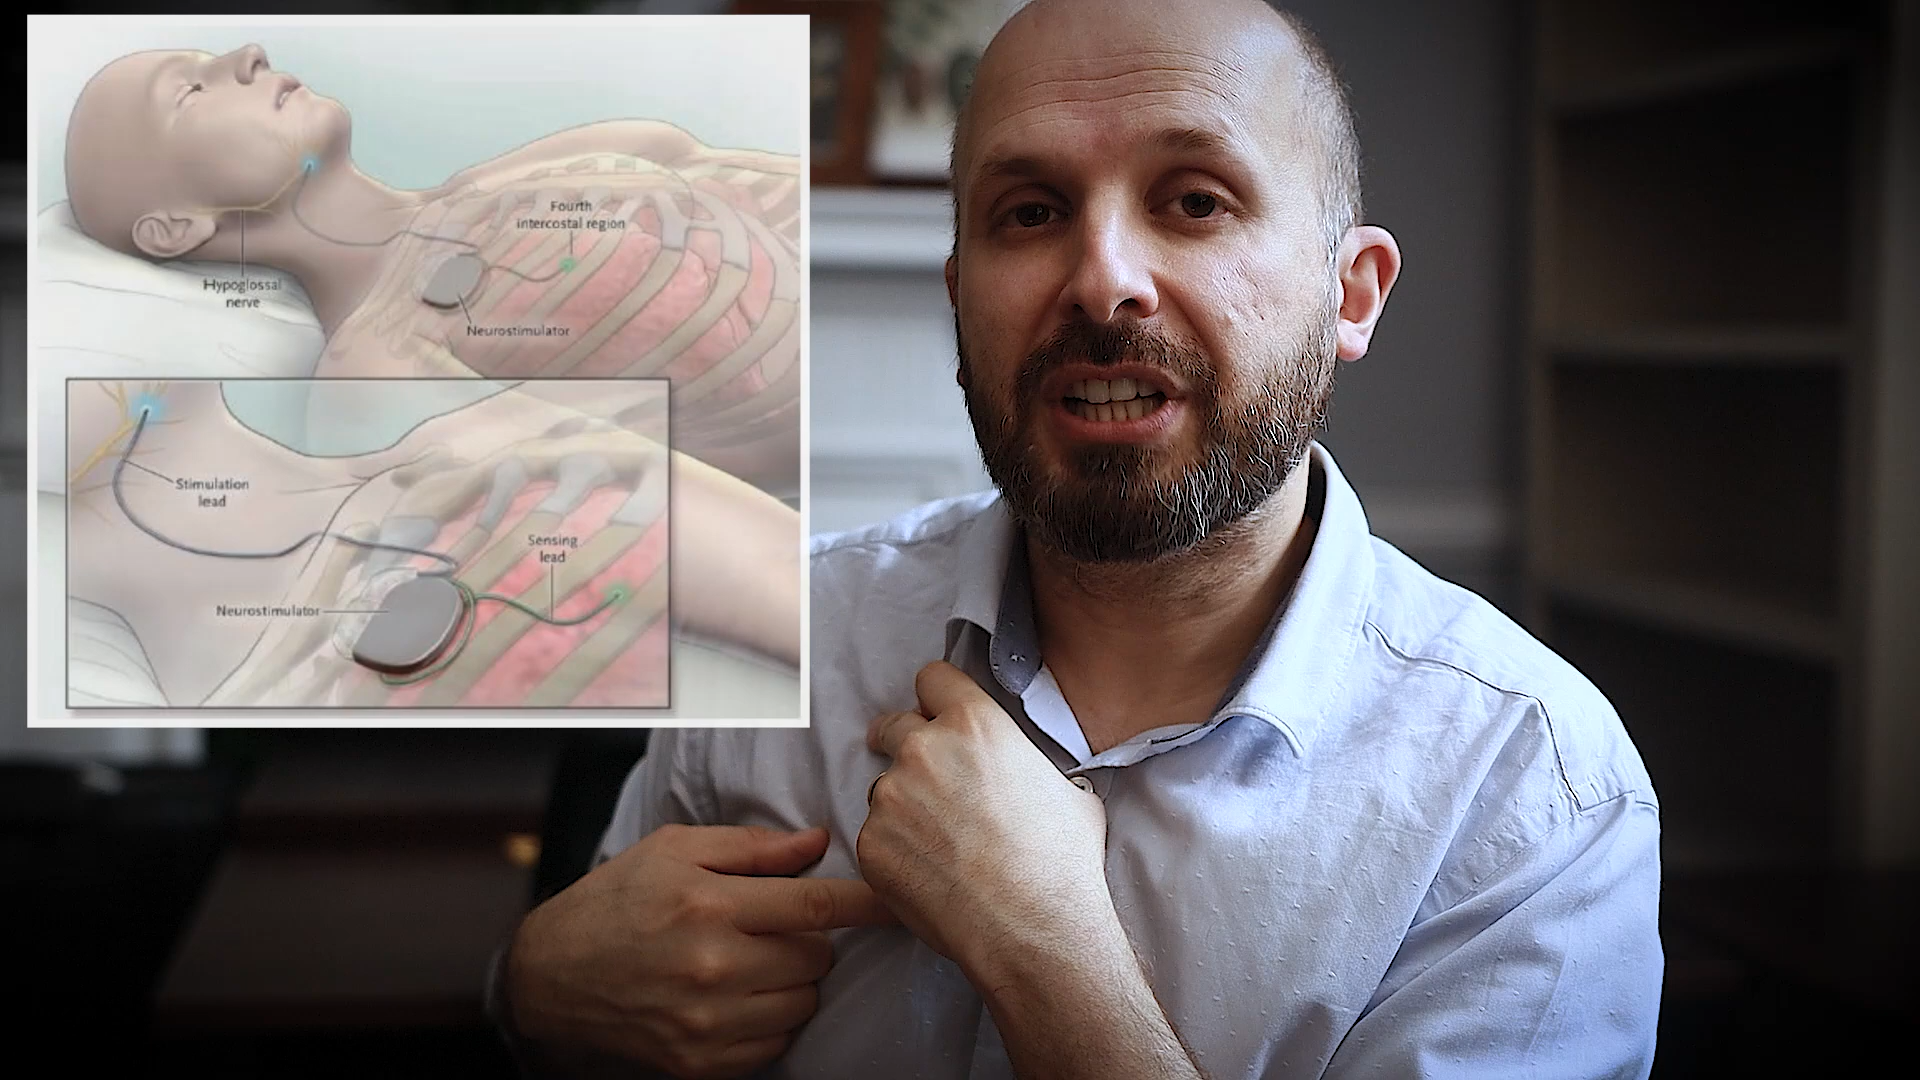 Fourth
intercostal region
Hypoglossal
nerve
Neurostimulator
Stimulation
lead
Sensing
lead
Neurostimulator